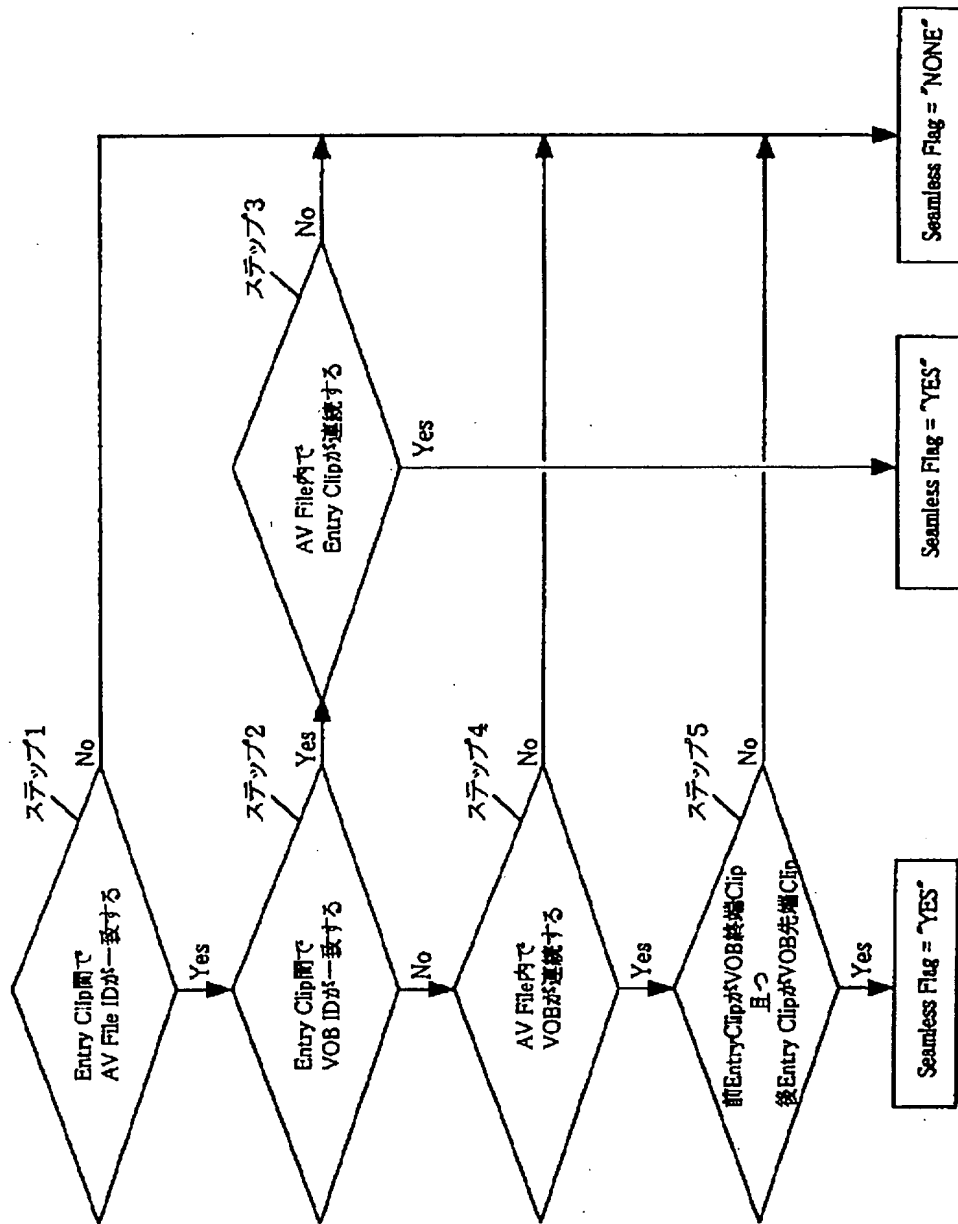 ステップ1
Entry Clip間で
AV File IDが一致する
No
Yes
ステップ2
Entry Clip間で
VOB IDが一致する
Yes
No
ステップ3
AV File内で
Entry Clipが連続する
No
Yes
ステップ4
AV File内で
VOBが連続する
No
Yes
ステップ5
前EntryClipがVOB終端Clip
且つ
後Entry ClipがVOB先端Clip
No
Yes
Seamless Flag = "YES"
Seamless Flag = "YES"
Seamless Flag = "NONE"